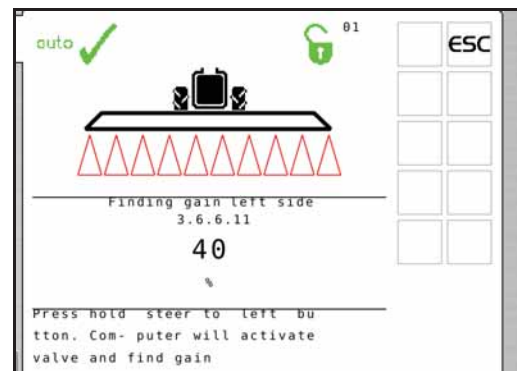 auto
01
ESC
Finding gain left side
3.6.6.11
40
%
Press hold steer to left bu
tton. Com- puter will activate
valve and find gain